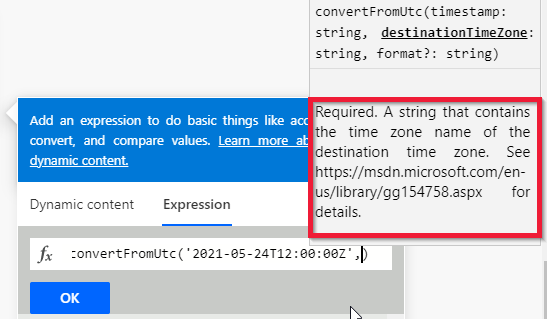 convertFromUtc(timestamp:
string, destinationTimeZone:
string, format?: string)
Required. A string that contains
the time zone name of the
destination time zone. See
https://msdn.microsoft.com/en-
us/library/gg154758.aspx for
details.
Add an expression to do basic things like acc
convert, and compare values. Learn more ab
dynamic content.
Dynamic content
Expression
fx
convertFromUtc('2021-05-24T12:00:00Z',)
OK